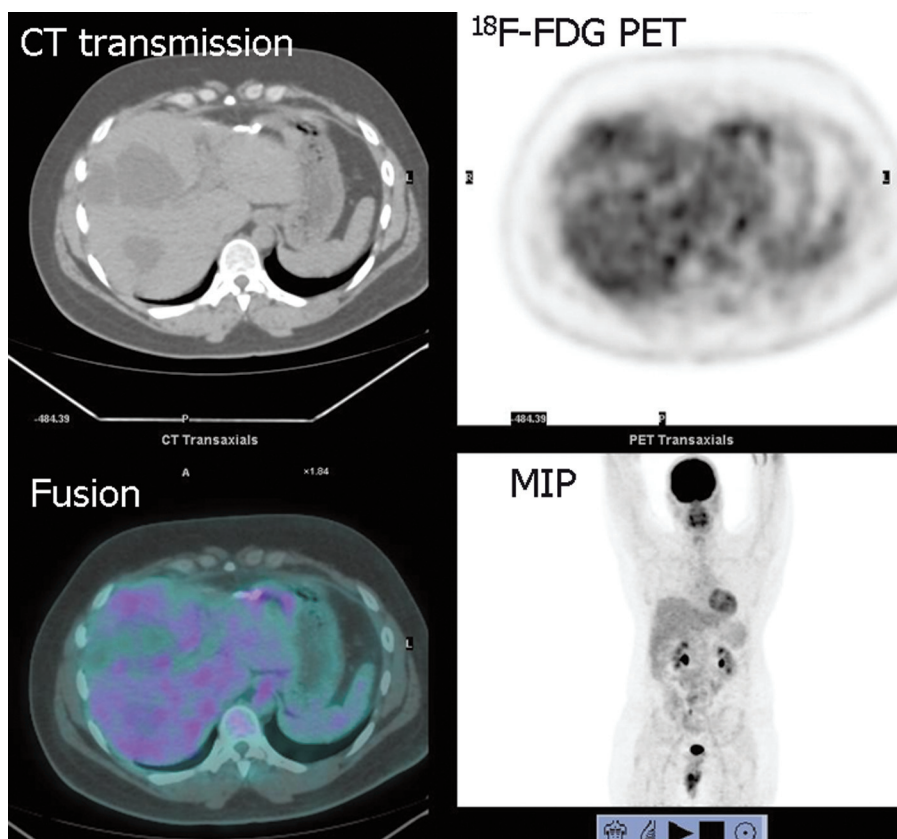 CT transmission
¹⁸F-FDG PET
L
R
L
-484.39
P
-484.39
P
CT Transaxials
PET Transaxials
A
×1.84
Fusion
MIP
L